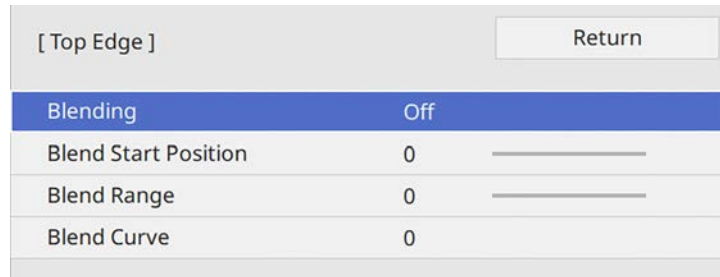 [ Top Edge ] Return
Blending Off
Blend Start Position 0
Blend Range 0
Blend Curve 0